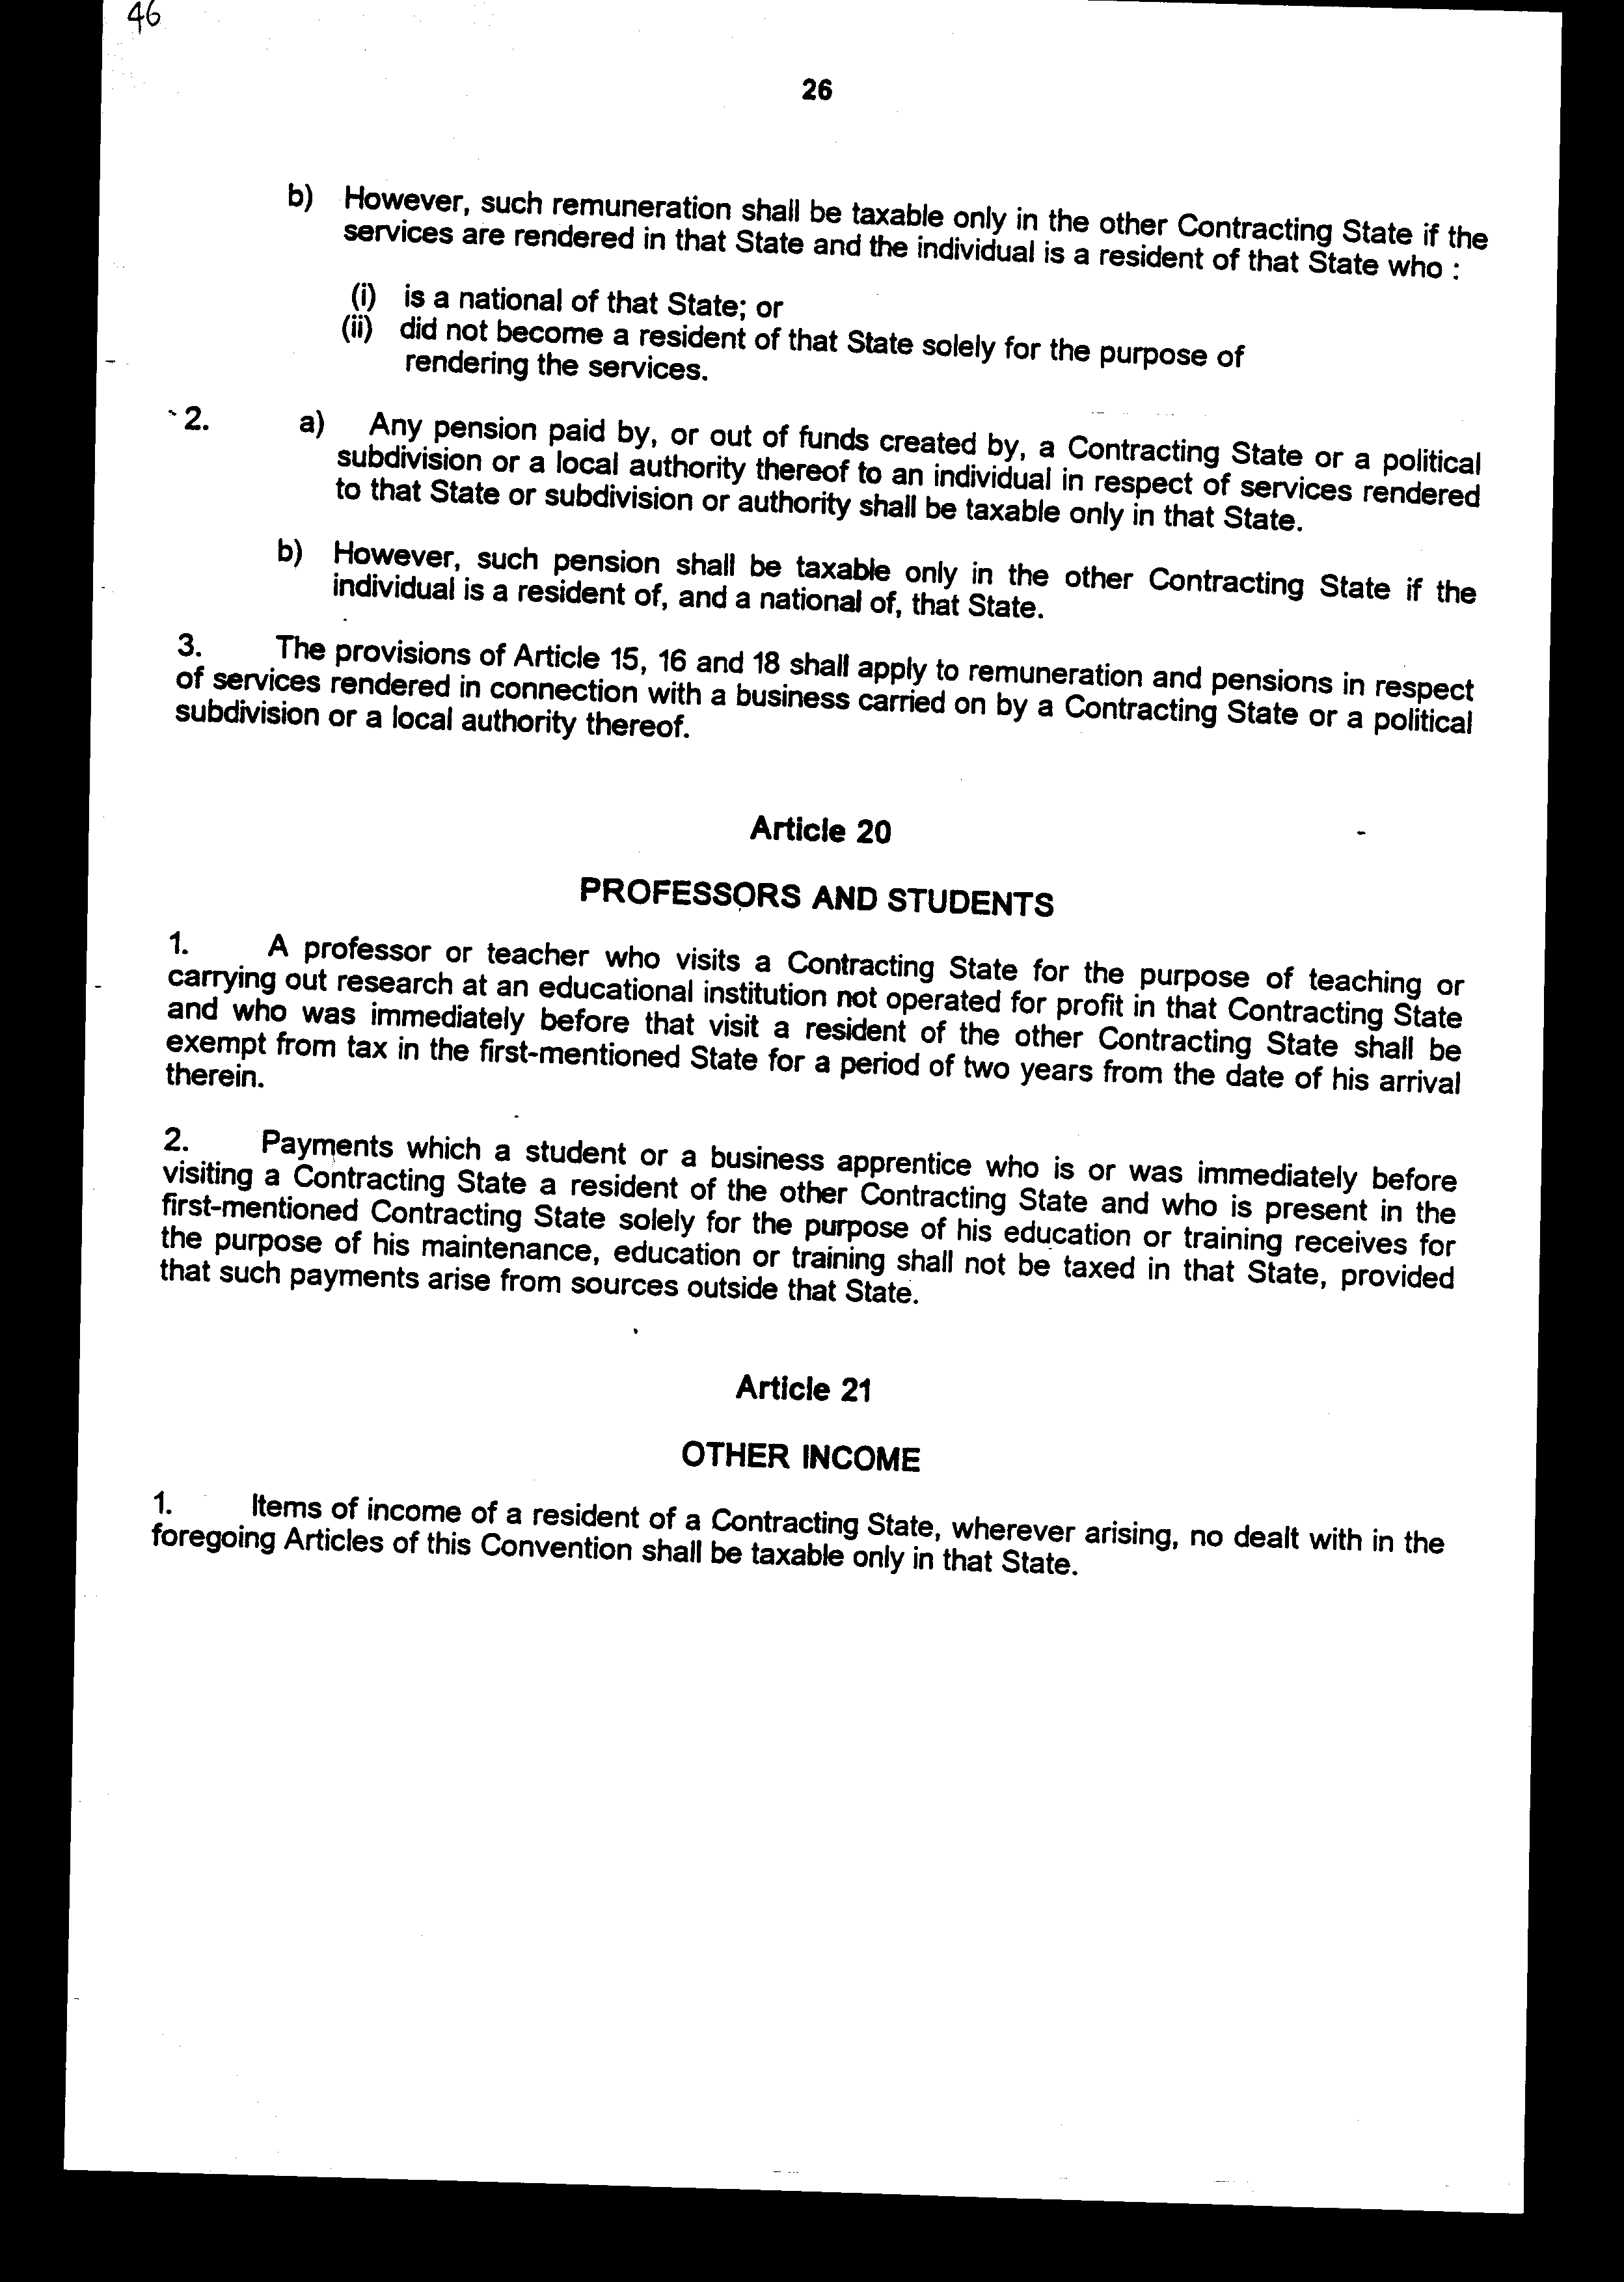 46
26
b) However, such remuneration shall be taxable only in the other Contracting State if the
services are rendered in that State and the individual is a resident of that State who :
(i) is a national of that State; or
(ii) did not become a resident of that State solely for the purpose of
rendering the services.
2. a) Any pension paid by, or out of funds created by, a Contracting State or a political
subdivision or a local authority thereof to an individual in respect of services rendered
to that State or subdivision or authority shall be taxable only in that State.
b) However, such pension shall be taxable only in the other Contracting State if the
individual is a resident of, and a national of, that State.
3. The provisions of Article 15, 16 and 18 shall apply to remuneration and pensions in respect
of services rendered in connection with a business carried on by a Contracting State or a political
subdivision or a local authority thereof.
Article 20
PROFESSORS AND STUDENTS
1. A professor or teacher who visits a Contracting State for the purpose of teaching or
carrying out research at an educational institution not operated for profit in that Contracting State
and who was immediately before that visit a resident of the other Contracting State shall be
exempt from tax in the first-mentioned State for a period of two years from the date of his arrival
therein.
2. Payments which a student or a business apprentice who is or was immediately before
visiting a Contracting State a resident of the other Contracting State and who is present in the
first-mentioned Contracting State solely for the purpose of his education or training receives for
the purpose of his maintenance, education or training shall not be taxed in that State, provided
that such payments arise from sources outside that State.
Article 21
OTHER INCOME
1. Items of income of a resident of a Contracting State, wherever arising, no dealt with in the
foregoing Articles of this Convention shall be taxable only in that State.